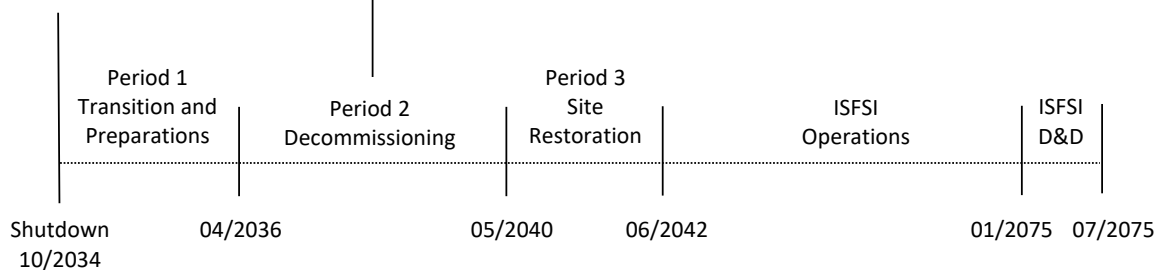 Period 1
Transition and
Preparations
Period 2
Decommissioning
Period 3
Site
Restoration
ISFSI
Operations
ISFSI
D&D
Shutdown
10/2034
04/2036
05/2040
06/2042
01/2075
07/2075